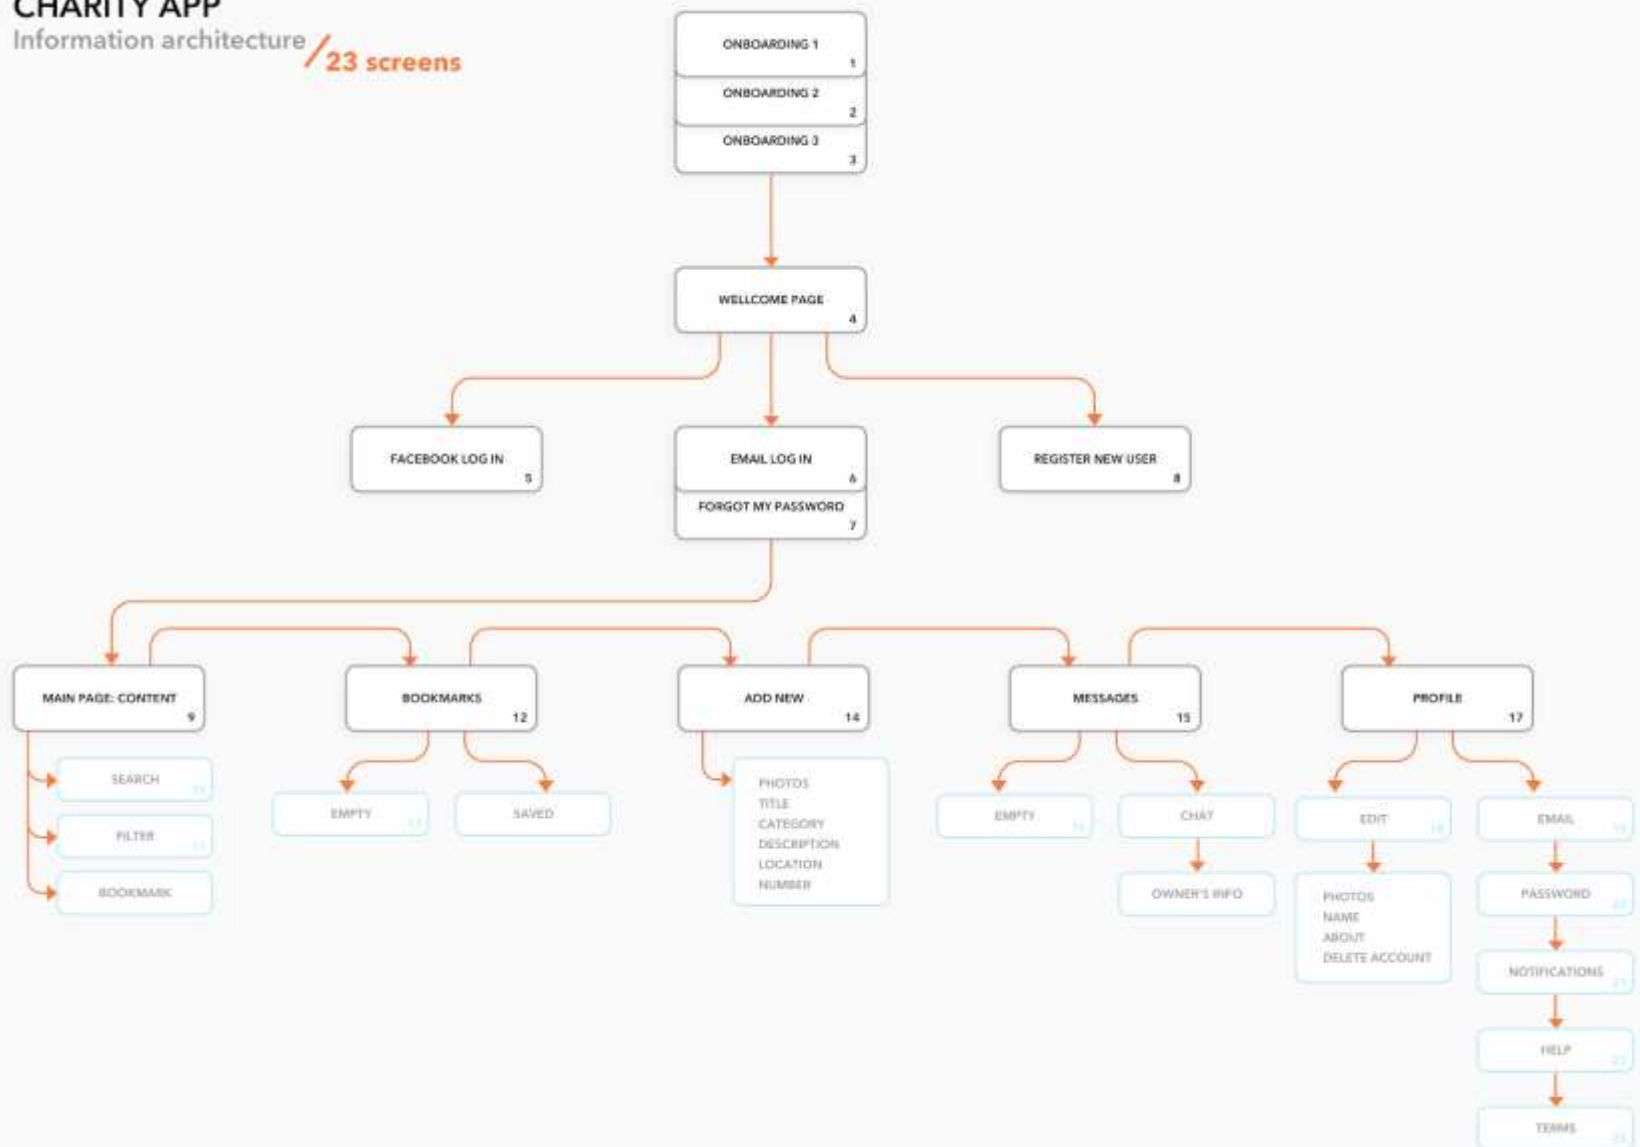 CHARITY APP
Information architecture
/23 screens
ONBOARDING 1
1
ONBOARDING 2
2
ONBOARDING 3
3
WELLCOME PAGE
4
FACEBOOK LOG IN
5
EMAIL LOG IN
6
FORGOT MY PASSWORD
7
REGISTER NEW USER
8
MAIN PAGE: CONTENT
9
SEARCH
FILTER
BOOKMARK
BOOKMARKS
12
EMPTY
SAVED
ADD NEW
14
PHOTOS
TITLE
CATEGORY
DESCRIPTION
LOCATION
NUMBER
MESSAGES
15
EMPTY
CHAT
OWNER'S INFO
PROFILE
17
EDIT
PHOTOS
NAME
ABOUT
DELETE ACCOUNT
EMAIL
PASSWORD
NOTIFICATIONS
HELP
TERMS